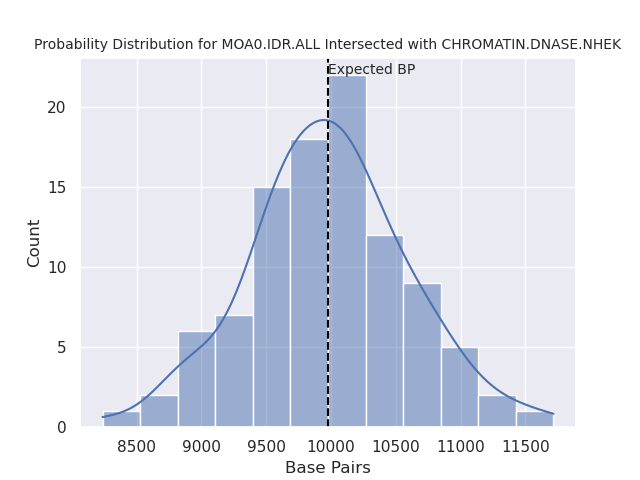 Probability Distribution for MOA0.IDR.ALL Intersected with CHROMATIN.DNASE.NHEK
Expected BP
20
15
10
5
0
Count
8500 9000 9500 10000 10500 11000 11500
Base Pairs